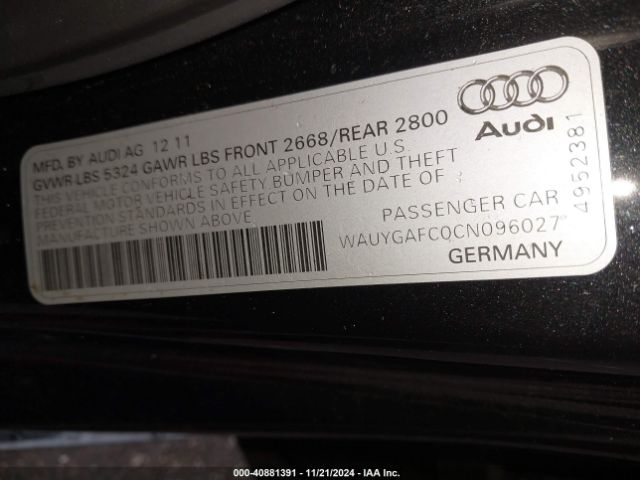 MFD. BY AUDI AG 12 11
GVWR-LBS 5324 GAWR LBS FRONT 2668/REAR 2800
THIS VEHICLE CONFORMS TO ALL APPLICABLE U.S.
FEDERAL MOTOR VEHICLE SAFETY, BUMPER AND THEFT
PREVENTION STANDARDS IN EFFECT ON THE DATE OF
MANUFACTURE SHOWN ABOVE.
Audi
4952381
PASSENGER CAR
WAUYGAFC0CN096027
GERMANY
000-40881391 - 11/21/2024 - IAA Inc.